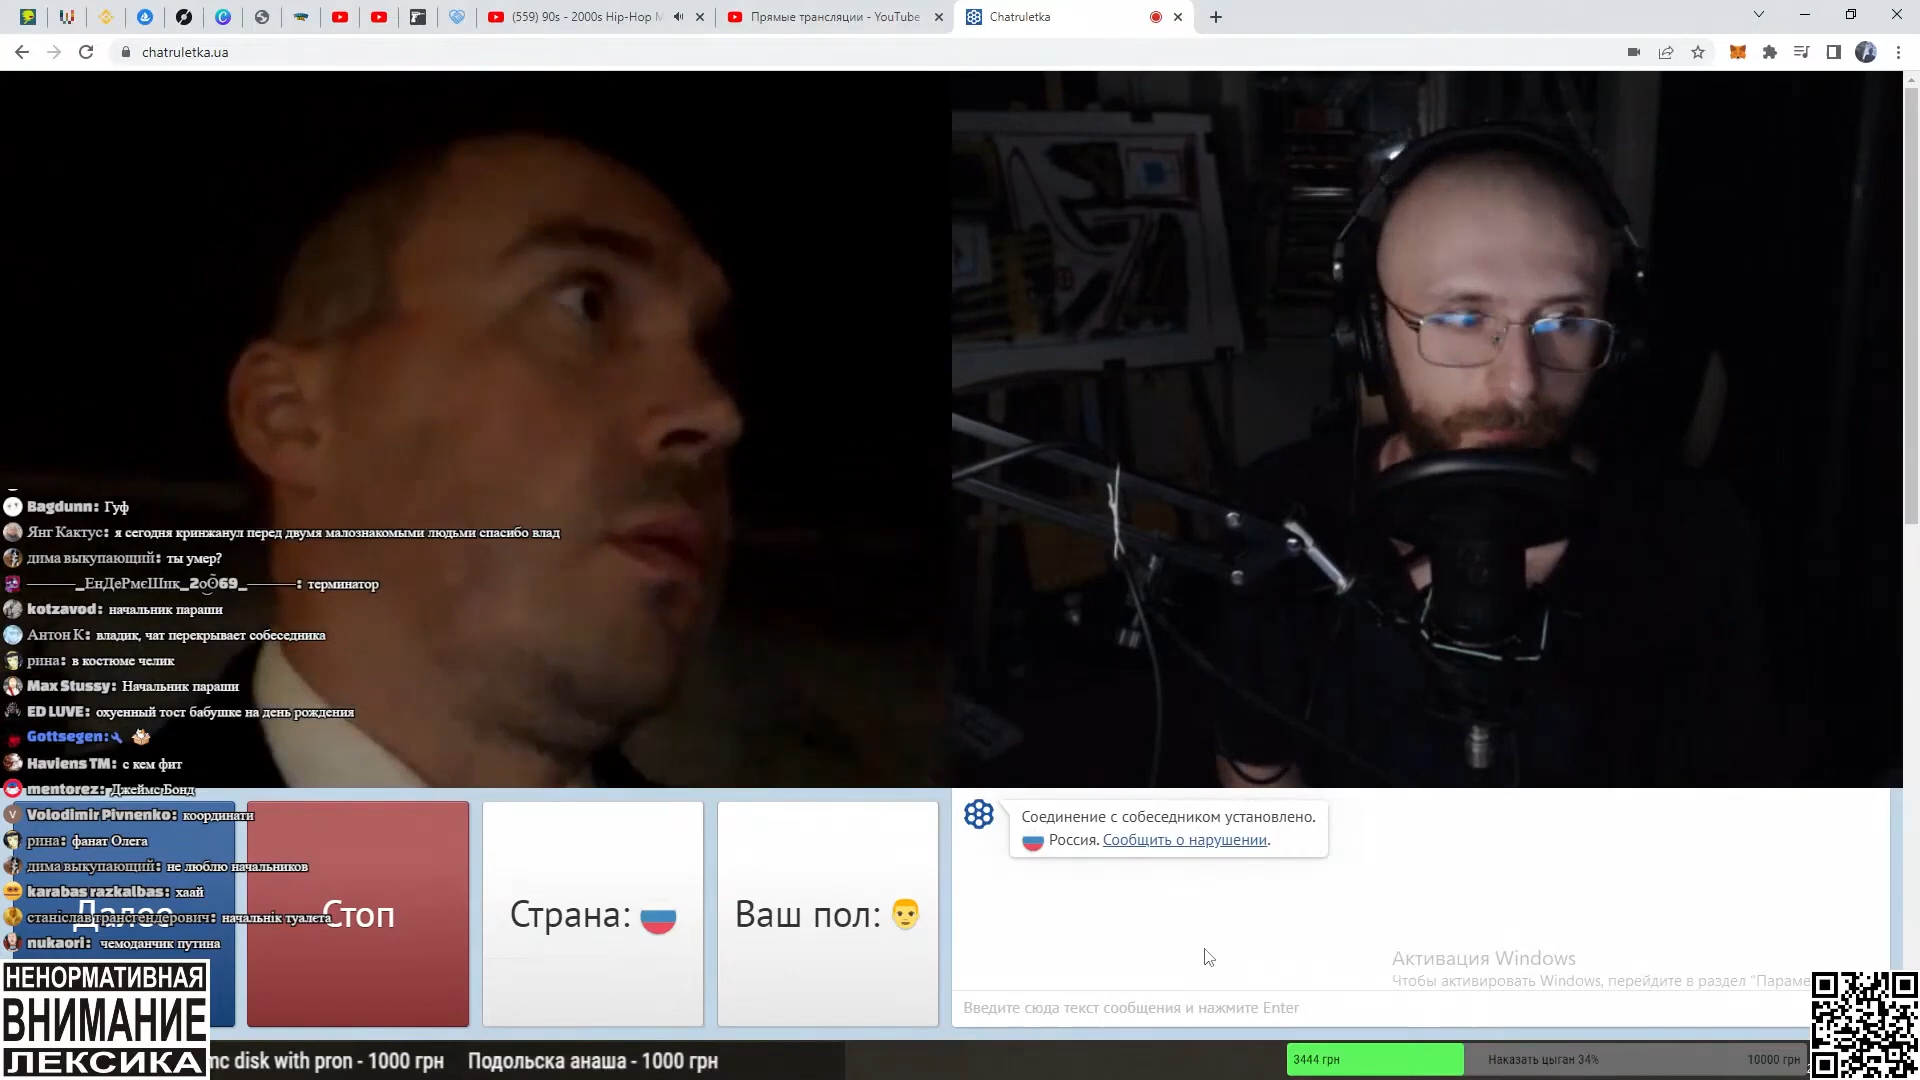 (559) 90s - 2000s Hip-Hop M
Прямые трансляции - YouTube
Chatruletka
chatruletka.ua
Bagdunn: Гуф
Янг Кактус: я сегодня кринжанул перед двумя малознакомыми людьми спасибо влад
дима выкупающий: ты умер?
терминатор
kotzavod: начальник параши
Антон К: владик, чат перекрывает собеседника
рина: в костюме челик
Max Stussy: Начальник параши
ED LUVE: охуенный тост бабушке на день рождения
Gottsegen:
Haviens TM: с кем фит
mentorez: Джеймс Бонд
Volodimir Pivnenko: координати
рина: фанат Олега
дима выкупающий: не люблю начальников
karabas razkalbas: хаай
станіслав трансгендерович: начальнік туалета
nukaori: чемоданчик путина
Далее
Стоп
Страна:
Ваш пол:
Соединение с собеседником установлено.
Россия. Сообщить о нарушении.
Активация Windows
Чтобы активировать Windows, перейдите в раздел "Параме
Введите сюда текст сообщения и нажмите Enter
НЕНОРМАТИВНАЯ
ВНИМАНИЕ
ЛЕКСИКА
mc disk with pron - 1000 грн Подольска анаша - 1000 грн
3444 грн
Наказать цыган 34%
10000 грн